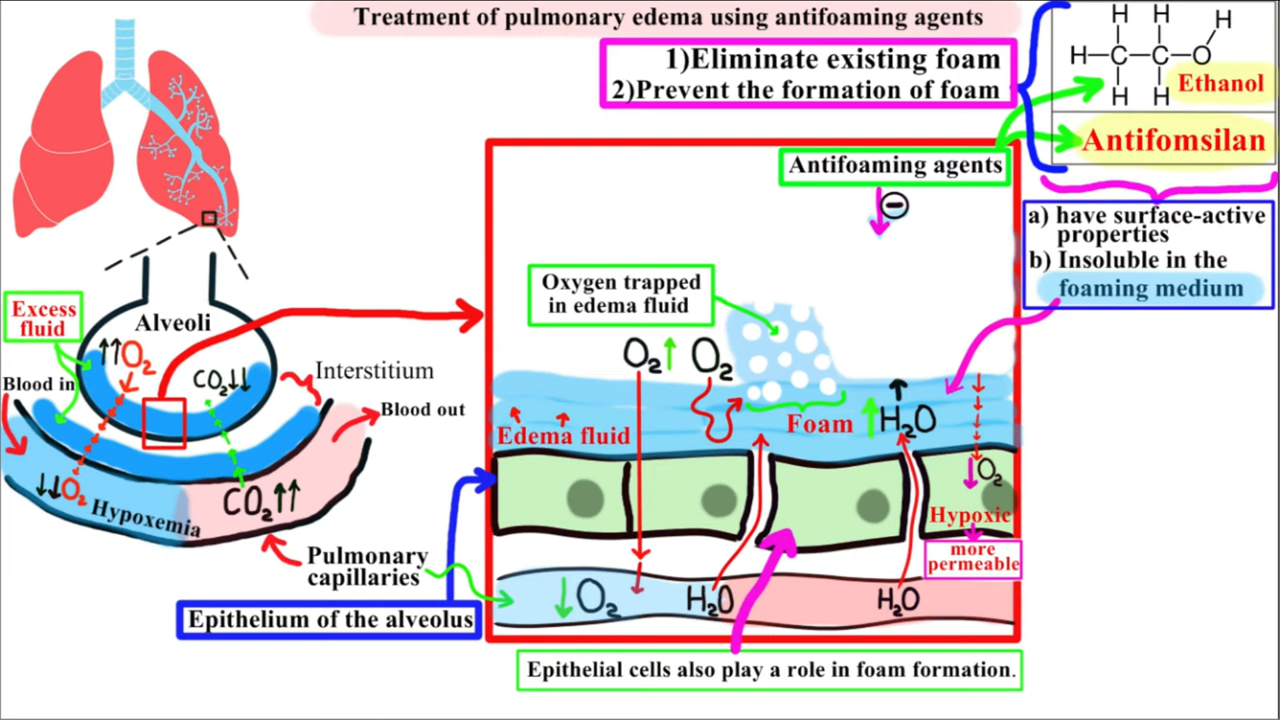 Treatment of pulmonary edema using antifoaming agents
1)Eliminate existing foam
2)Prevent the formation of foam
H H H
H C C O
H H
Ethanol
Antifomsilan
a) have surface-active
properties
b) Insoluble in the
foaming medium
Antifoaming agents
Oxygen trapped
in edema fluid
O₂↑ O₂
Foam
↑H₂O
Edema fluid
↓O₂
Hypoxic
more
permeable
↓O₂
H₂O
H₂O
Epithelial cells also play a role in foam formation.
Excess
fluid
Alveoli
↑↑O₂
CO₂↓↓
Interstitium
Blood in
Blood out
↓↓O₂
Hypoxemia
CO₂↑↑
Pulmonary
capillaries
Epithelium of the alveolus